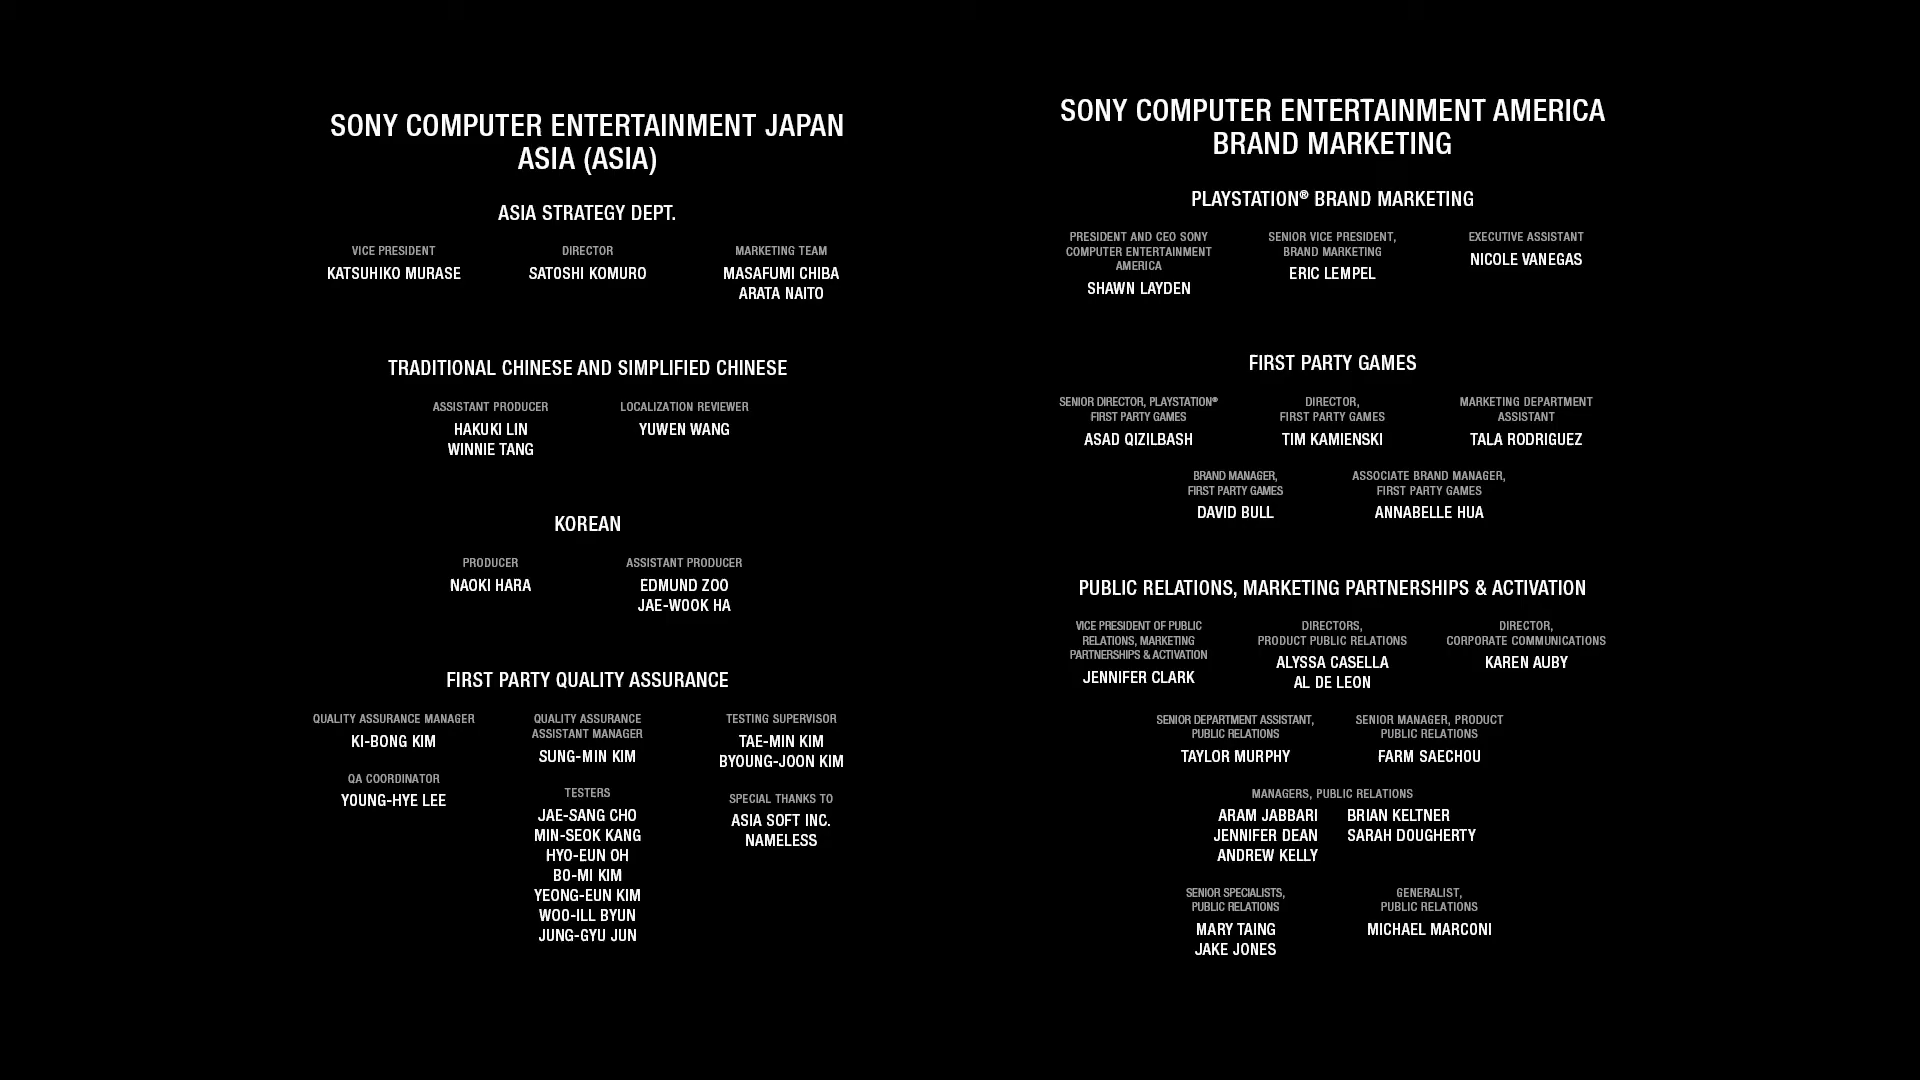 SONY COMPUTER ENTERTAINMENT JAPAN
ASIA (ASIA)
ASIA STRATEGY DEPT.
VICE PRESIDENT
KATSUHIKO MURASE
DIRECTOR
SATOSHI KOMURO
MARKETING TEAM
MASAFUMI CHIBA
ARATA NAITO
TRADITIONAL CHINESE AND SIMPLIFIED CHINESE
ASSISTANT PRODUCER
HAKUKI LIN
WINNIE TANG
LOCALIZATION REVIEWER
YUWEN WANG
KOREAN
PRODUCER
NAOKI HARA
ASSISTANT PRODUCER
EDMUND ZOO
JAE-WOOK HA
FIRST PARTY QUALITY ASSURANCE
QUALITY ASSURANCE MANAGER
KI-BONG KIM
QA COORDINATOR
YOUNG-HYE LEE
QUALITY ASSURANCE
ASSISTANT MANAGER
SUNG-MIN KIM
TESTERS
JAE-SANG CHO
MIN-SEOK KANG
HYO-EUN OH
BO-MI KIM
YEONG-EUN KIM
WOO-ILL BYUN
JUNG-GYU JUN
TESTING SUPERVISOR
TAE-MIN KIM
BYOUNG-JOON KIM
SPECIAL THANKS TO
ASIA SOFT INC.
NAMELESS
SONY COMPUTER ENTERTAINMENT AMERICA
BRAND MARKETING
PLAYSTATION® BRAND MARKETING
PRESIDENT AND CEO SONY
COMPUTER ENTERTAINMENT
AMERICA
SHAWN LAYDEN
SENIOR VICE PRESIDENT,
BRAND MARKETING
ERIC LEMPEL
EXECUTIVE ASSISTANT
NICOLE VANEGAS
FIRST PARTY GAMES
SENIOR DIRECTOR, PLAYSTATION®
FIRST PARTY GAMES
ASAD QIZILBASH
DIRECTOR,
FIRST PARTY GAMES
TIM KAMIENSKI
MARKETING DEPARTMENT
ASSISTANT
TALA RODRIGUEZ
BRAND MANAGER,
FIRST PARTY GAMES
DAVID BULL
ASSOCIATE BRAND MANAGER,
FIRST PARTY GAMES
ANNABELLE HUA
PUBLIC RELATIONS, MARKETING PARTNERSHIPS & ACTIVATION
VICE PRESIDENT OF PUBLIC
RELATIONS, MARKETING
PARTNERSHIPS & ACTIVATION
JENNIFER CLARK
DIRECTORS,
PRODUCT PUBLIC RELATIONS
ALYSSA CASELLA
AL DE LEON
DIRECTOR,
CORPORATE COMMUNICATIONS
KAREN AUBY
SENIOR DEPARTMENT ASSISTANT,
PUBLIC RELATIONS
TAYLOR MURPHY
SENIOR MANAGER, PRODUCT
PUBLIC RELATIONS
FARM SAECHOU
MANAGERS, PUBLIC RELATIONS
ARAM JABBARI
JENNIFER DEAN
ANDREW KELLY
BRIAN KELTNER
SARAH DOUGHERTY
SENIOR SPECIALISTS,
PUBLIC RELATIONS
MARY TAING
JAKE JONES
GENERALIST,
PUBLIC RELATIONS
MICHAEL MARCONI